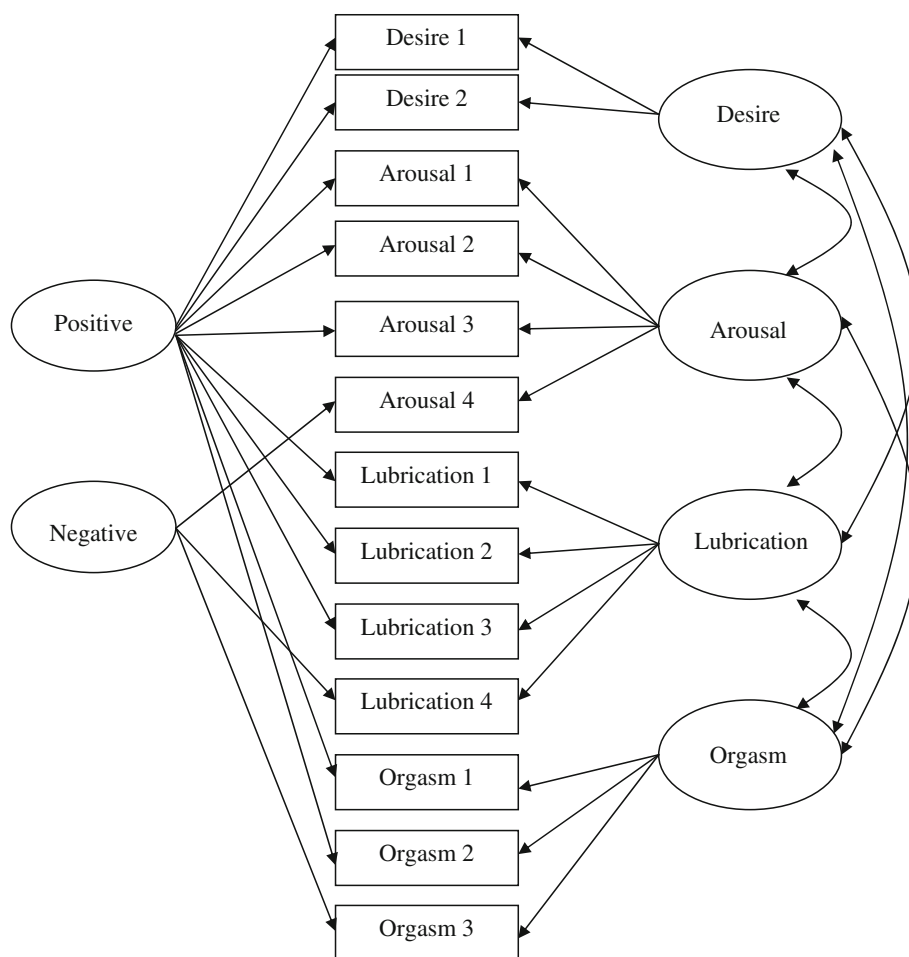 Desire 1
Desire 2
Arousal 1
Arousal 2
Arousal 3
Arousal 4
Lubrication 1
Lubrication 2
Lubrication 3
Lubrication 4
Orgasm 1
Orgasm 2
Orgasm 3
Positive
Negative
Desire
Arousal
Lubrication
Orgasm